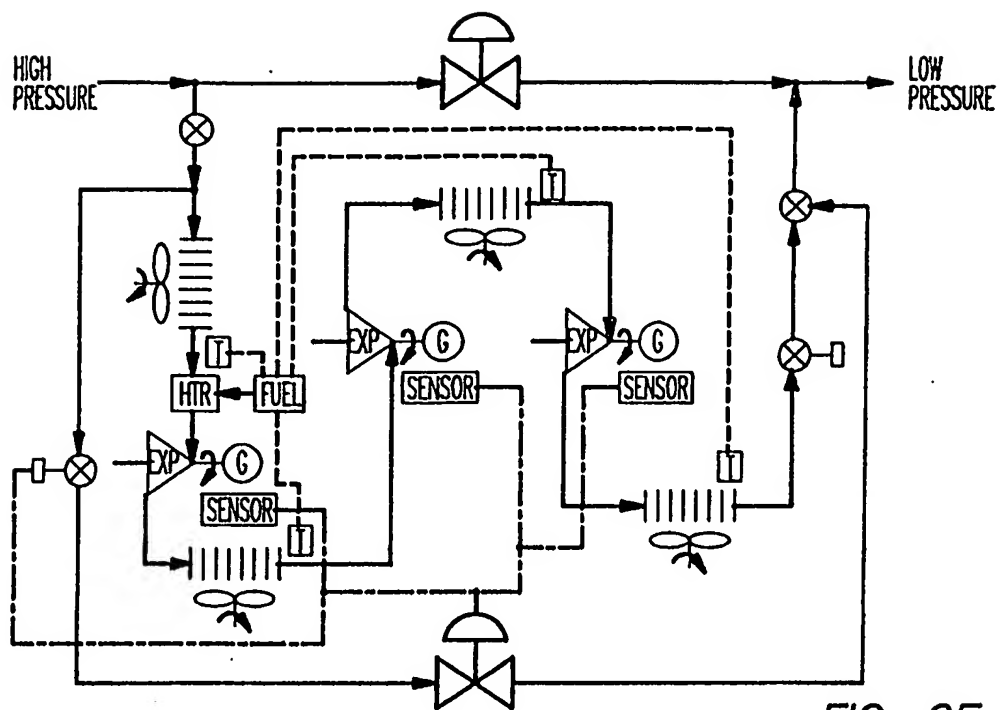 HIGH
PRESSURE
LOW
PRESSURE
T
T
HTR
FUEL
EXP
G
SENSOR
EXP
G
SENSOR
T
EXP
G
SENSOR
T